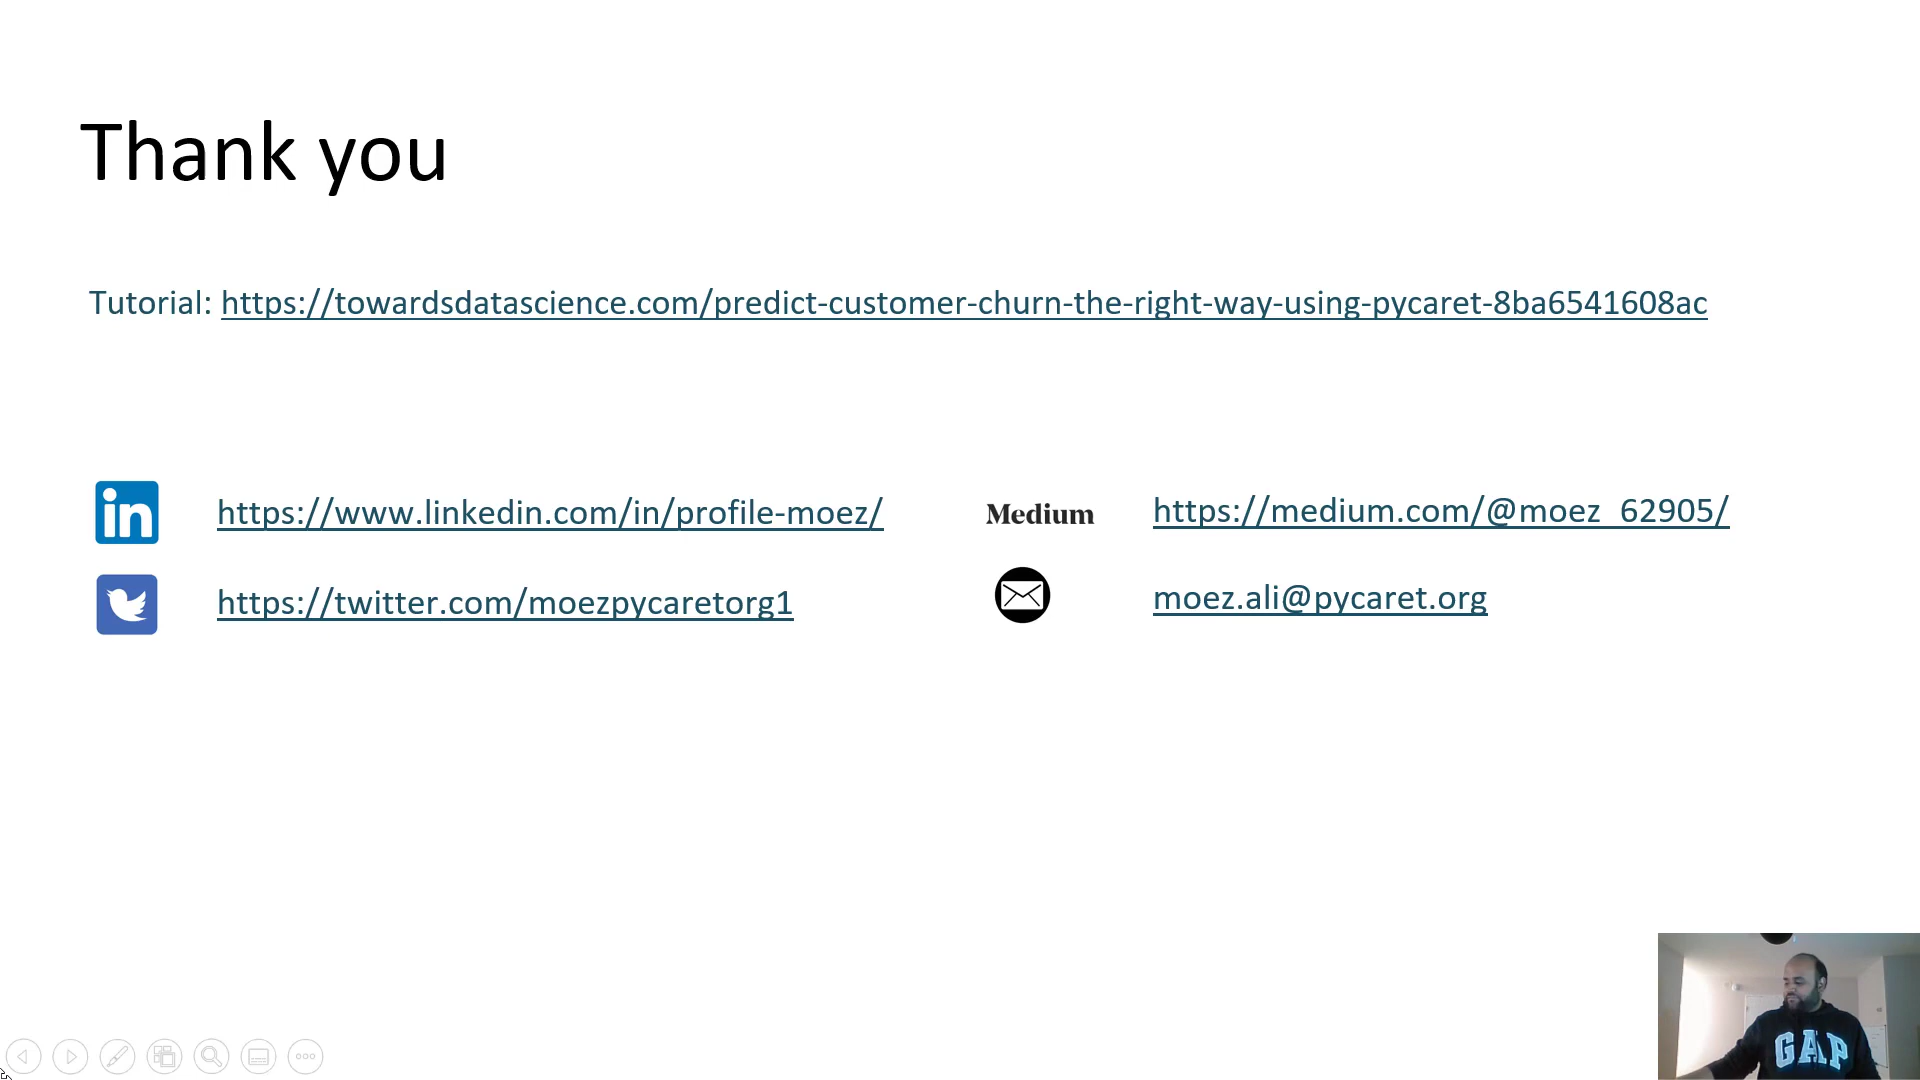 Thank you
Tutorial: https://towardsdatascience.com/predict-customer-churn-the-right-way-using-pycaret-8ba6541608ac
in
https://www.linkedin.com/in/profile-moez/
Medium
https://medium.com/@moez_62905/
https://twitter.com/moezpycaretorg1
moez.ali@pycaret.org
GAP